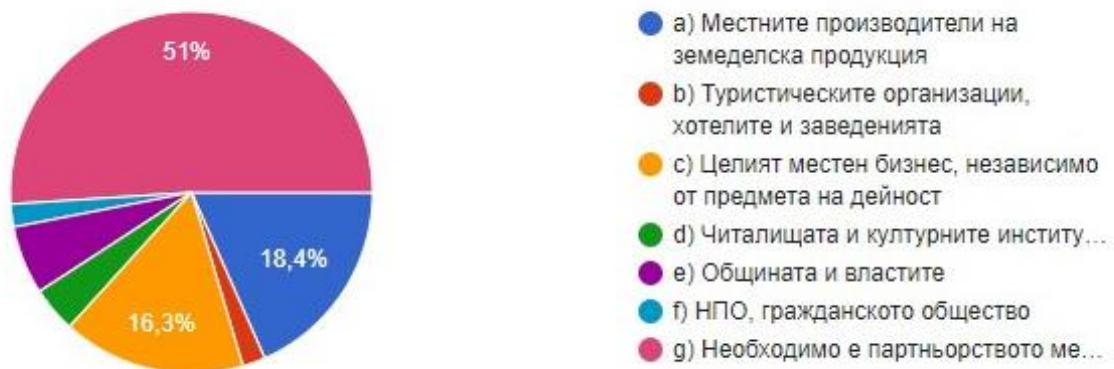 51%
18,4%
16,3%
a) Местните производители на
земеделска продукция
b) Туристическите организации,
хотелите и заведенията
c) Целият местен бизнес, независимо
от предмета на дейност
d) Читалищата и културните институ...
e) Общината и властите
f) НПО, гражданското общество
g) Необходимо е партньорството ме...